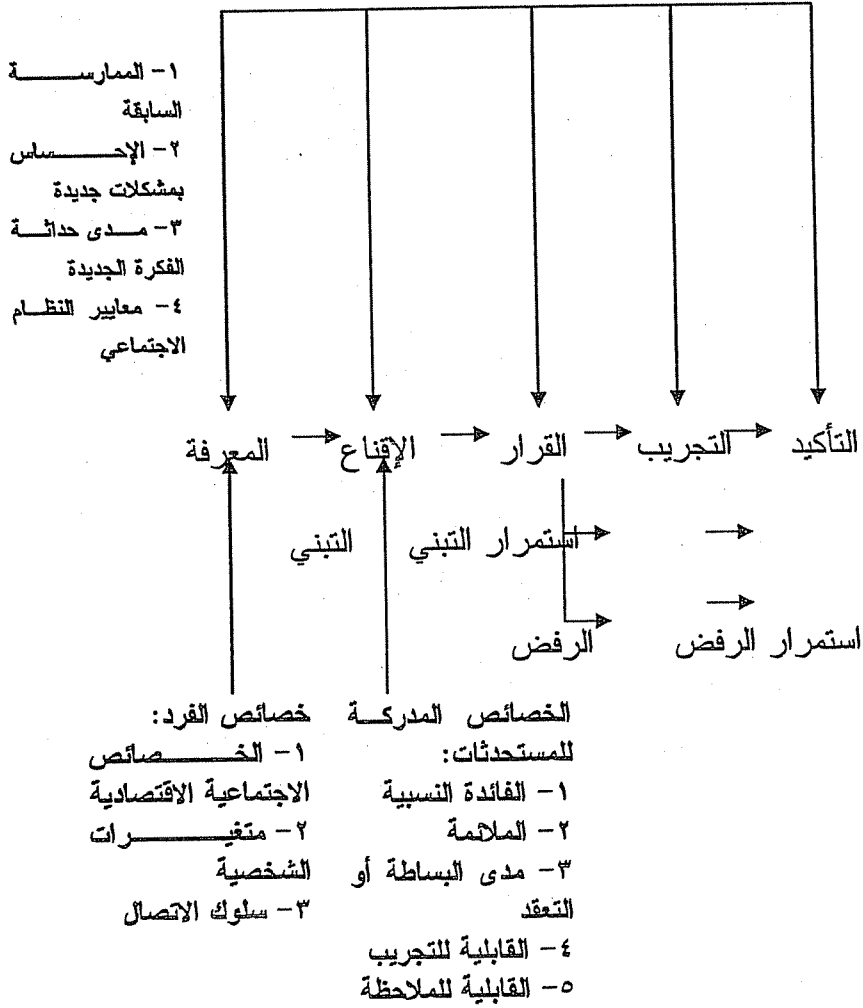 ١- الممارسة
السابقة
٢- الإحساس
بمشكلات جديدة
٣- مدى حداثة
الفكرة الجديدة
٤- معايير النظام
الاجتماعي
المعرفة
الإقناع
القرار
التجريب
التأكيد
التبني
استمرار التبني
الرفض
استمرار الرفض
خصائص الفرد:
١- الخصائص
الاجتماعية الاقتصادية
٢- متغيرات
الشخصية
٣- سلوك الاتصال
الخصائص المدركة
للمستحدثات:
١- الفائدة النسبية
٢- الملائمة
٣- مدى البساطة أو
التعقد
٤- القابلية للتجريب
٥- القابلية للملاحظة